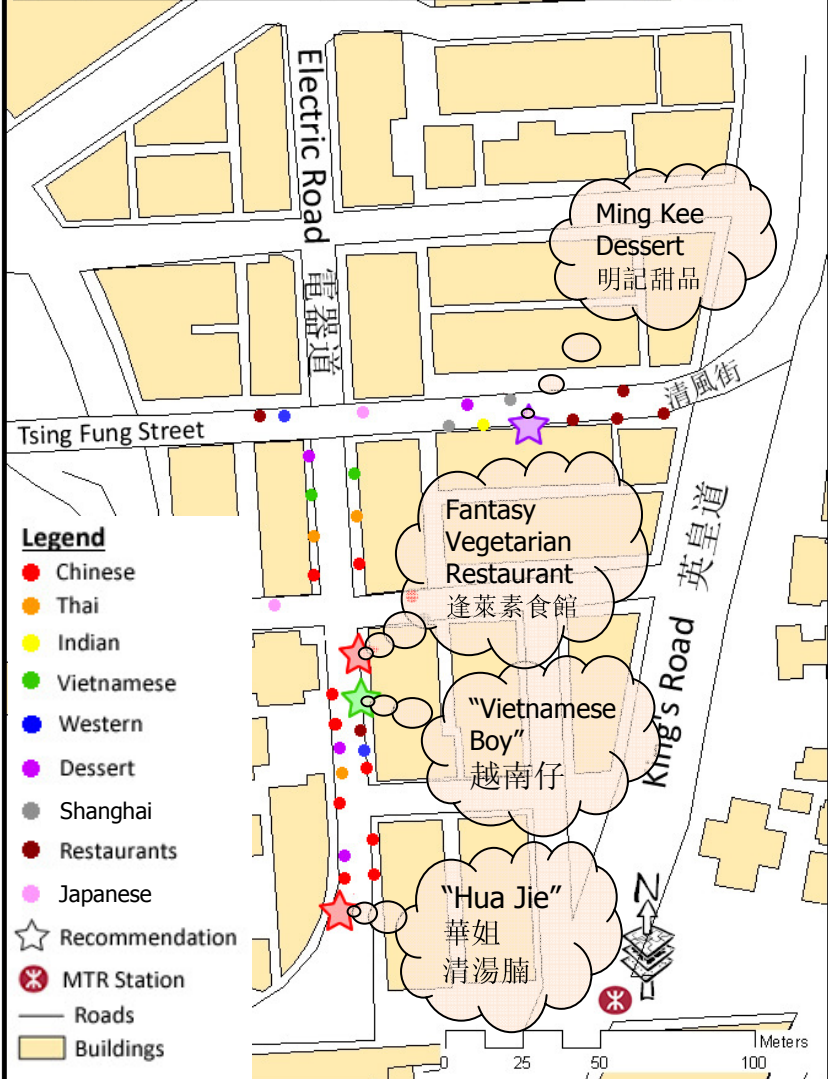 Electric Road 電器道
Ming Kee
Dessert
明記甜品
清風街
Tsing Fung Street
Fantasy
Vegetarian
Restaurant
逢萊素食館
King's Road 英皇道
"Vietnamese
Boy"
越南仔
"Hua Jie"
華姐
清湯腩
Legend
Chinese
Thai
Indian
Vietnamese
Western
Dessert
Shanghai
Restaurants
Japanese
Recommendation
MTR Station
Roads
Buildings
N
Meters
0 25 50 100